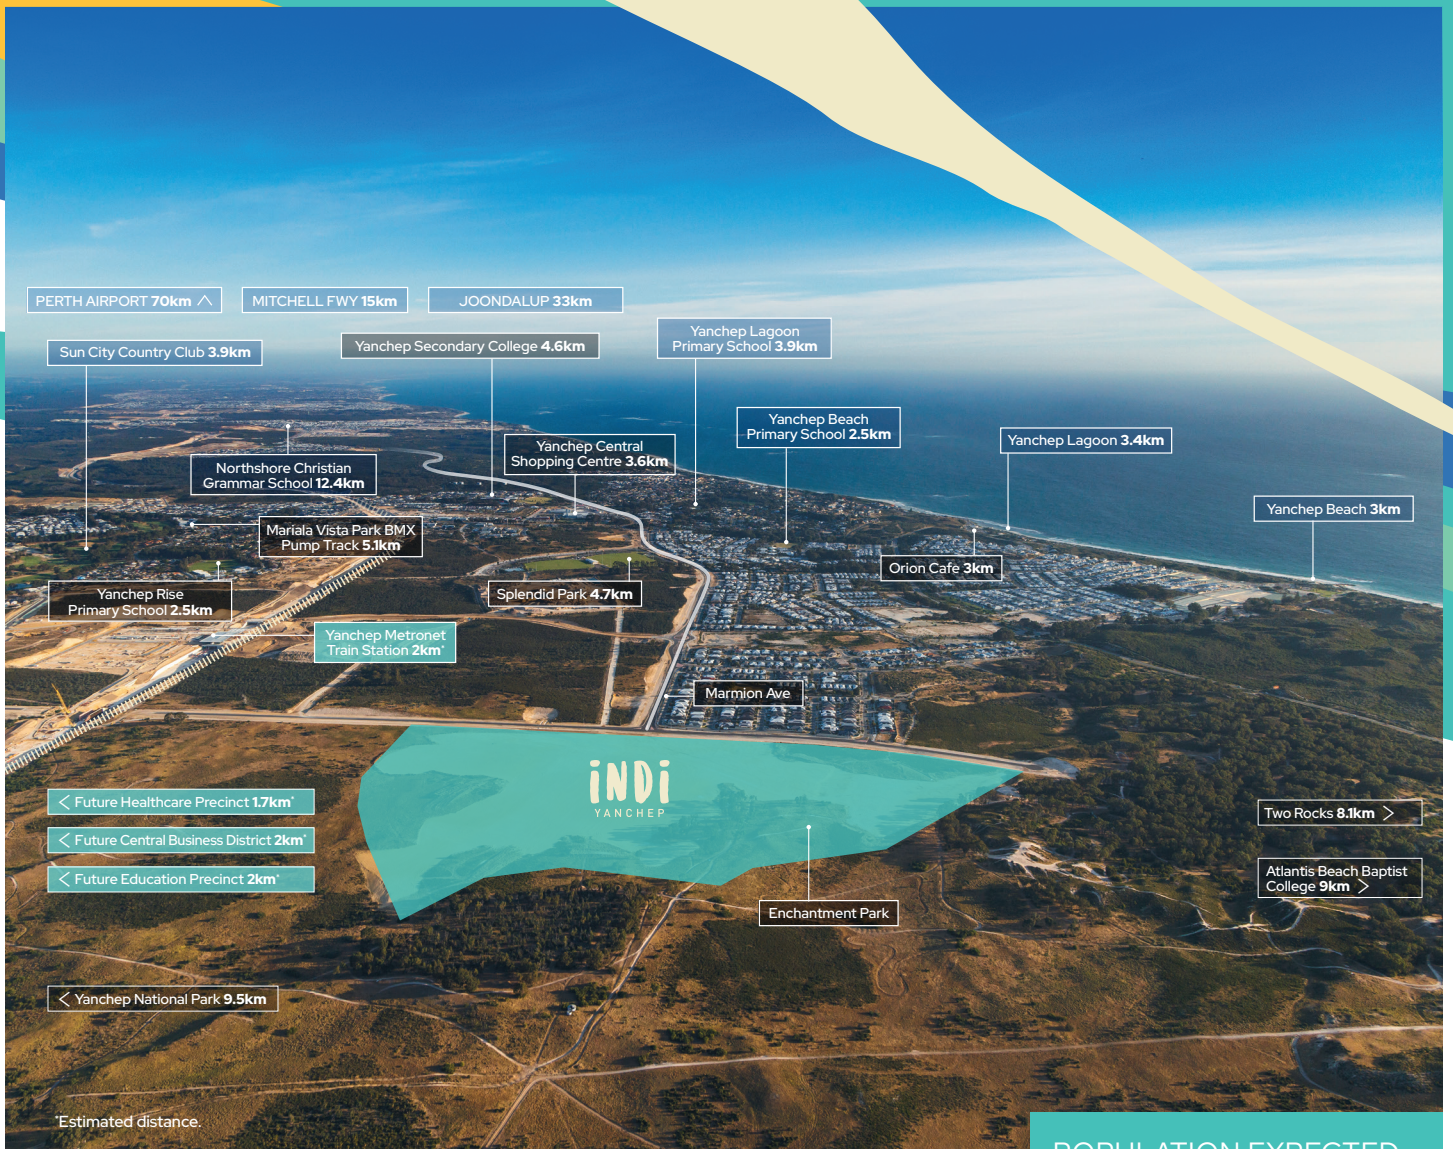 PERTH AIRPORT 70km
MITCHELL FWY 15km
JOONDALUP 33km
Sun City Country Club 3.9km
Yanchep Secondary College 4.6km
Yanchep Lagoon
Primary School 3.9km
Yanchep Beach
Primary School 2.5km
Yanchep Lagoon 3.4km
Yanchep Central
Shopping Centre 3.6km
Northshore Christian
Grammar School 12.4km
Yanchep Beach 3km
Mariala Vista Park BMX
Pump Track 5.1km
Orion Cafe 3km
Yanchep Rise
Primary School 2.5km
Splendid Park 4.7km
Yanchep Metronet
Train Station 2km*
Marmion Ave
iNDi
YANCHEP
Future Healthcare Precinct 1.7km*
Future Central Business District 2km*
Future Education Precinct 2km*
Two Rocks 8.1km
Atlantis Beach Baptist
College 9km
Enchantment Park
Yanchep National Park 9.5km
*Estimated distance.
POPULATION EXPECTED